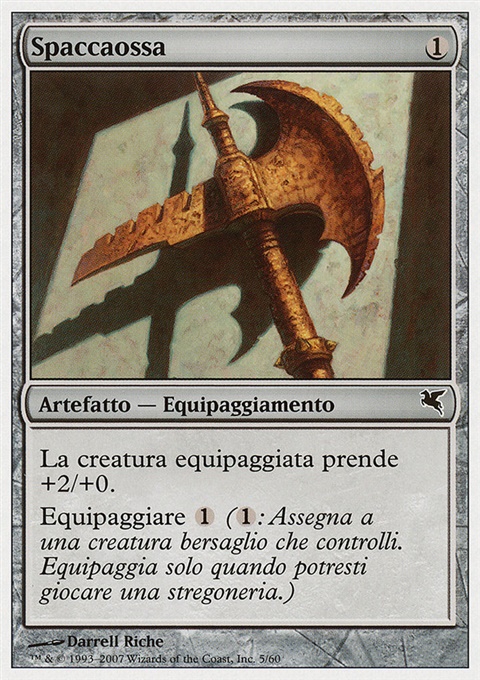 Spaccaossa 1
Artefatto — Equipaggiamento
La creatura equipaggiata prende
+2/+0.
Equipaggiare 1 (1: Assegna a
una creatura bersaglio che controlli.
Equipaggia solo quando potresti
giocare una stregoneria.)
Darrell Riche
™ & © 1993–2007 Wizards of the Coast, Inc. 5/60